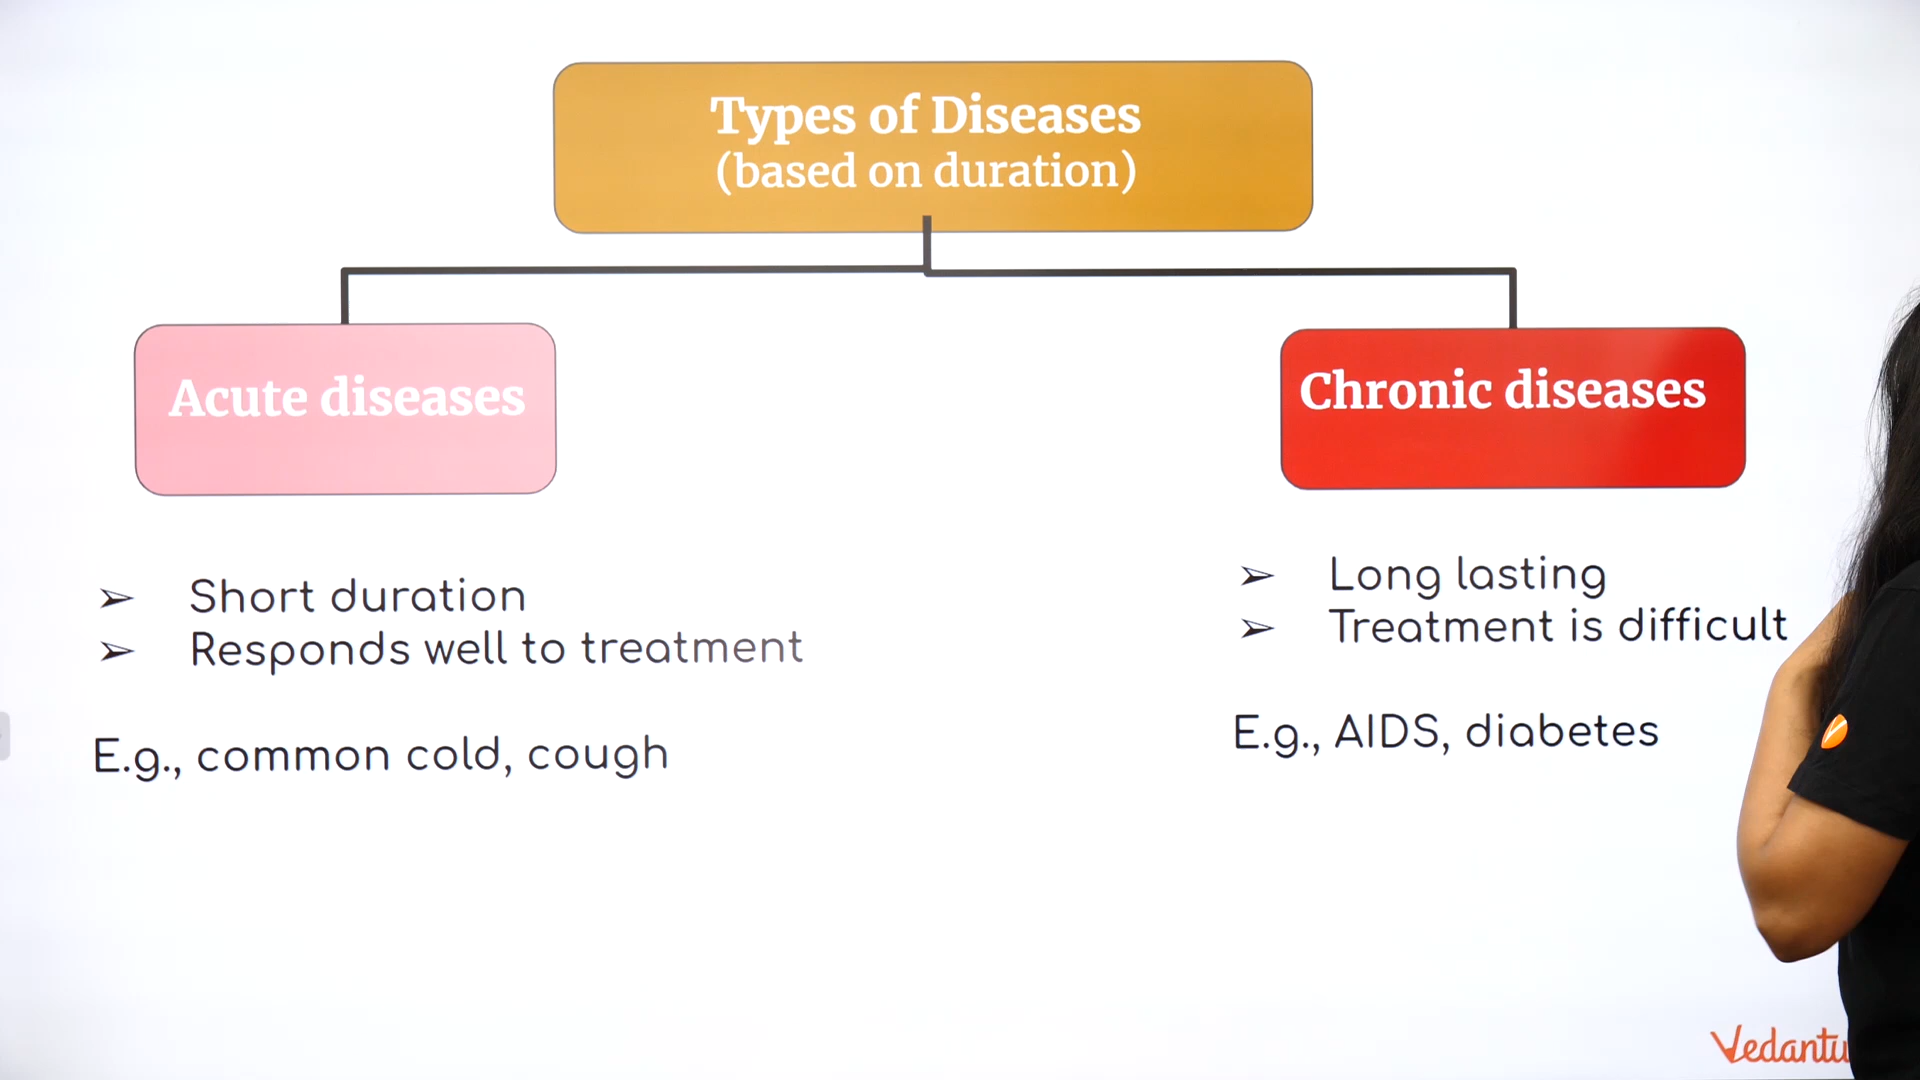 Types of Diseases
(based on duration)
Acute diseases
Chronic diseases
➢ Short duration
➢ Responds well to treatment
E.g., common cold, cough
➢ Long lasting
➢ Treatment is difficult
E.g., AIDS, diabetes
Vedantu